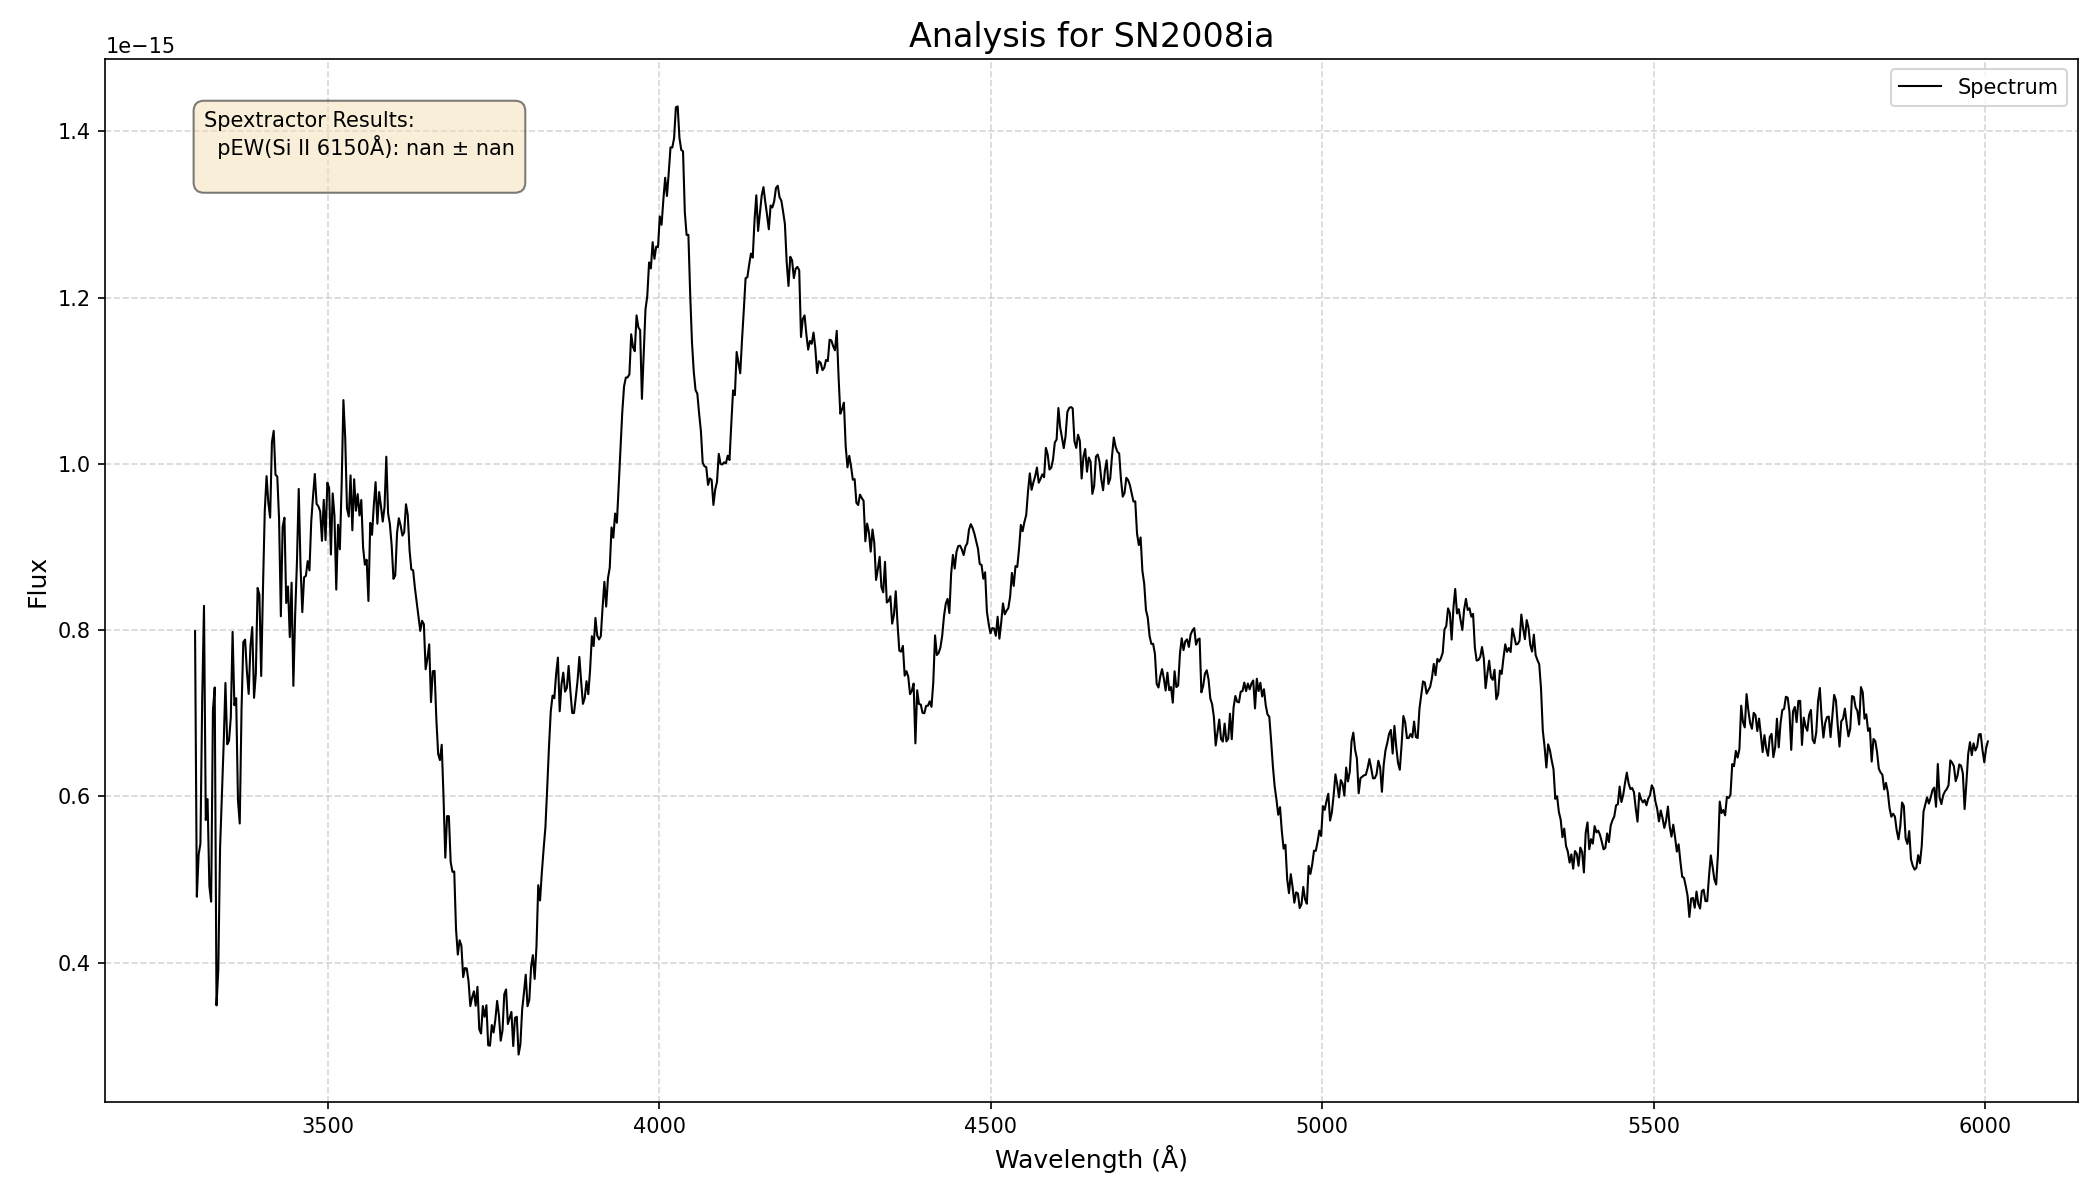 Analysis for SN2008ia
1e−15
Spectrum
Spextractor Results:
pEW(Si II 6150Å): nan ± nan
1.4
1.2
1.0
0.8
0.6
0.4
Flux
3500 4000 4500 5000 5500 6000
Wavelength (Å)